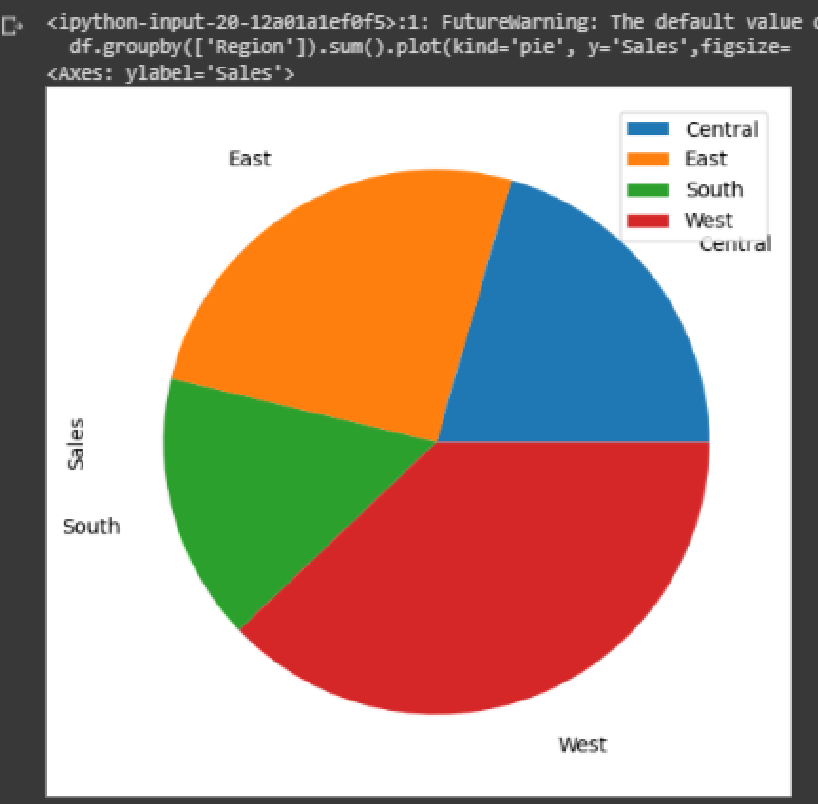 <ipython-input-20-12a01a1ef0f5>:1: FutureWarning: The default value
df.groupby(['Region']).sum().plot(kind='pie', y='Sales',figsize=
<Axes: ylabel='Sales'>
Central
East
South
West
East
Central
Sales
South
West